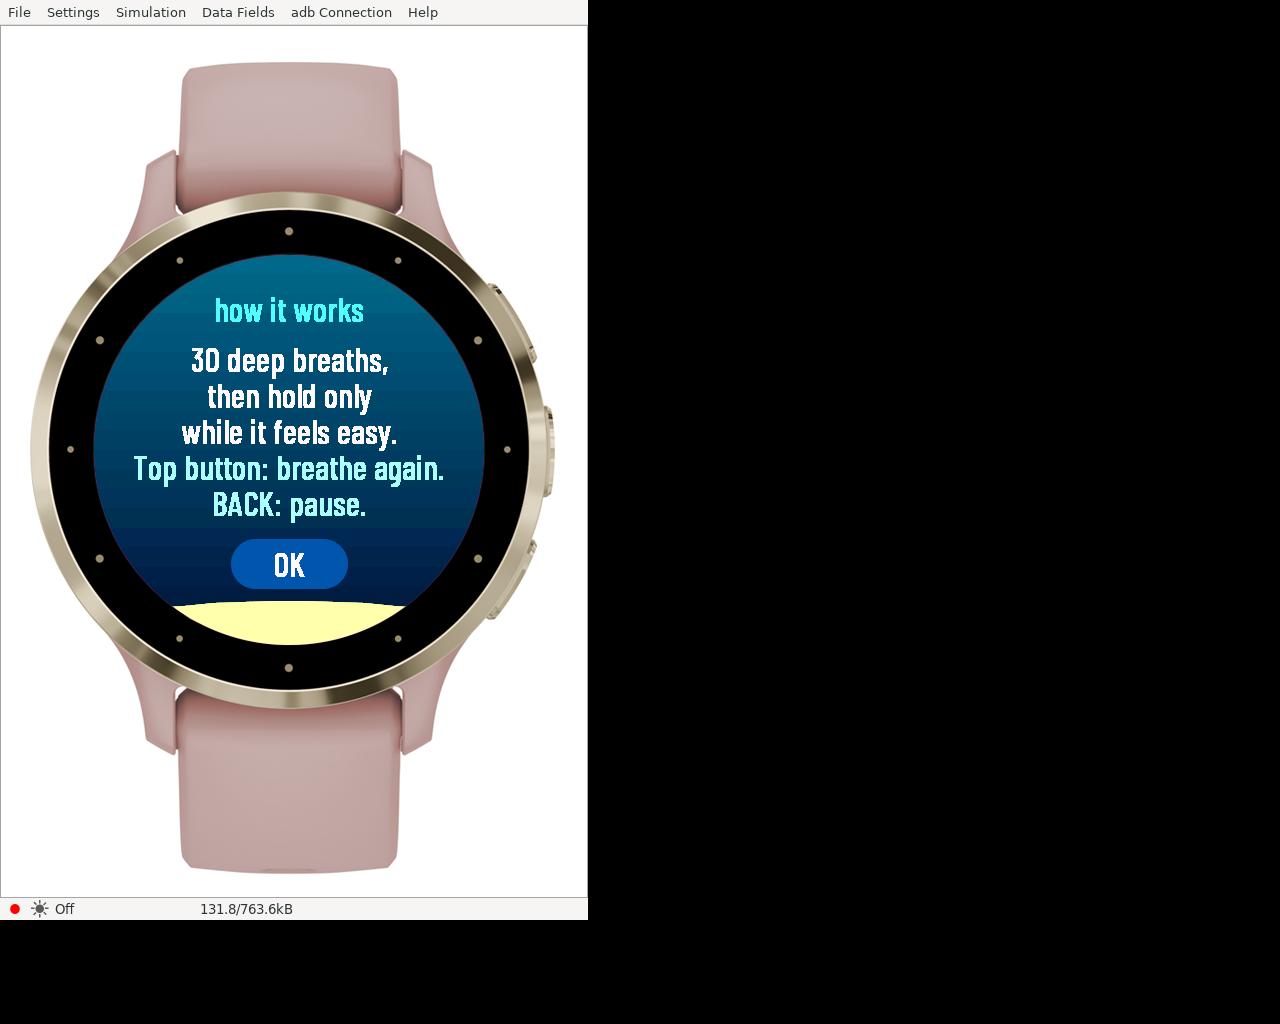 File Settings Simulation Data Fields adb Connection Help
how it works
30 deep breaths,
then hold only
while it feels easy.
Top button: breathe again.
BACK: pause.
OK
Off 131.8/763.6kB